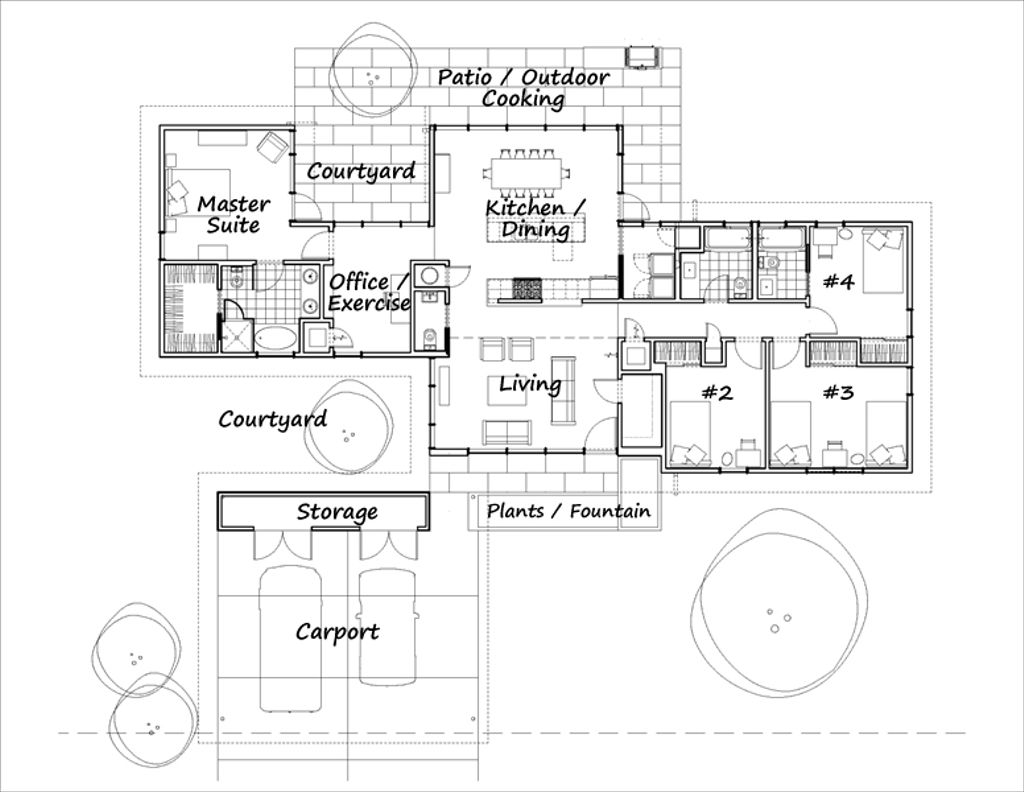 Patio / Outdoor
Cooking
Courtyard
Master
Suite
Kitchen /
Dining
Office /
Exercise
#4
Living
#2
#3
Courtyard
Storage
Plants / Fountain
Carport